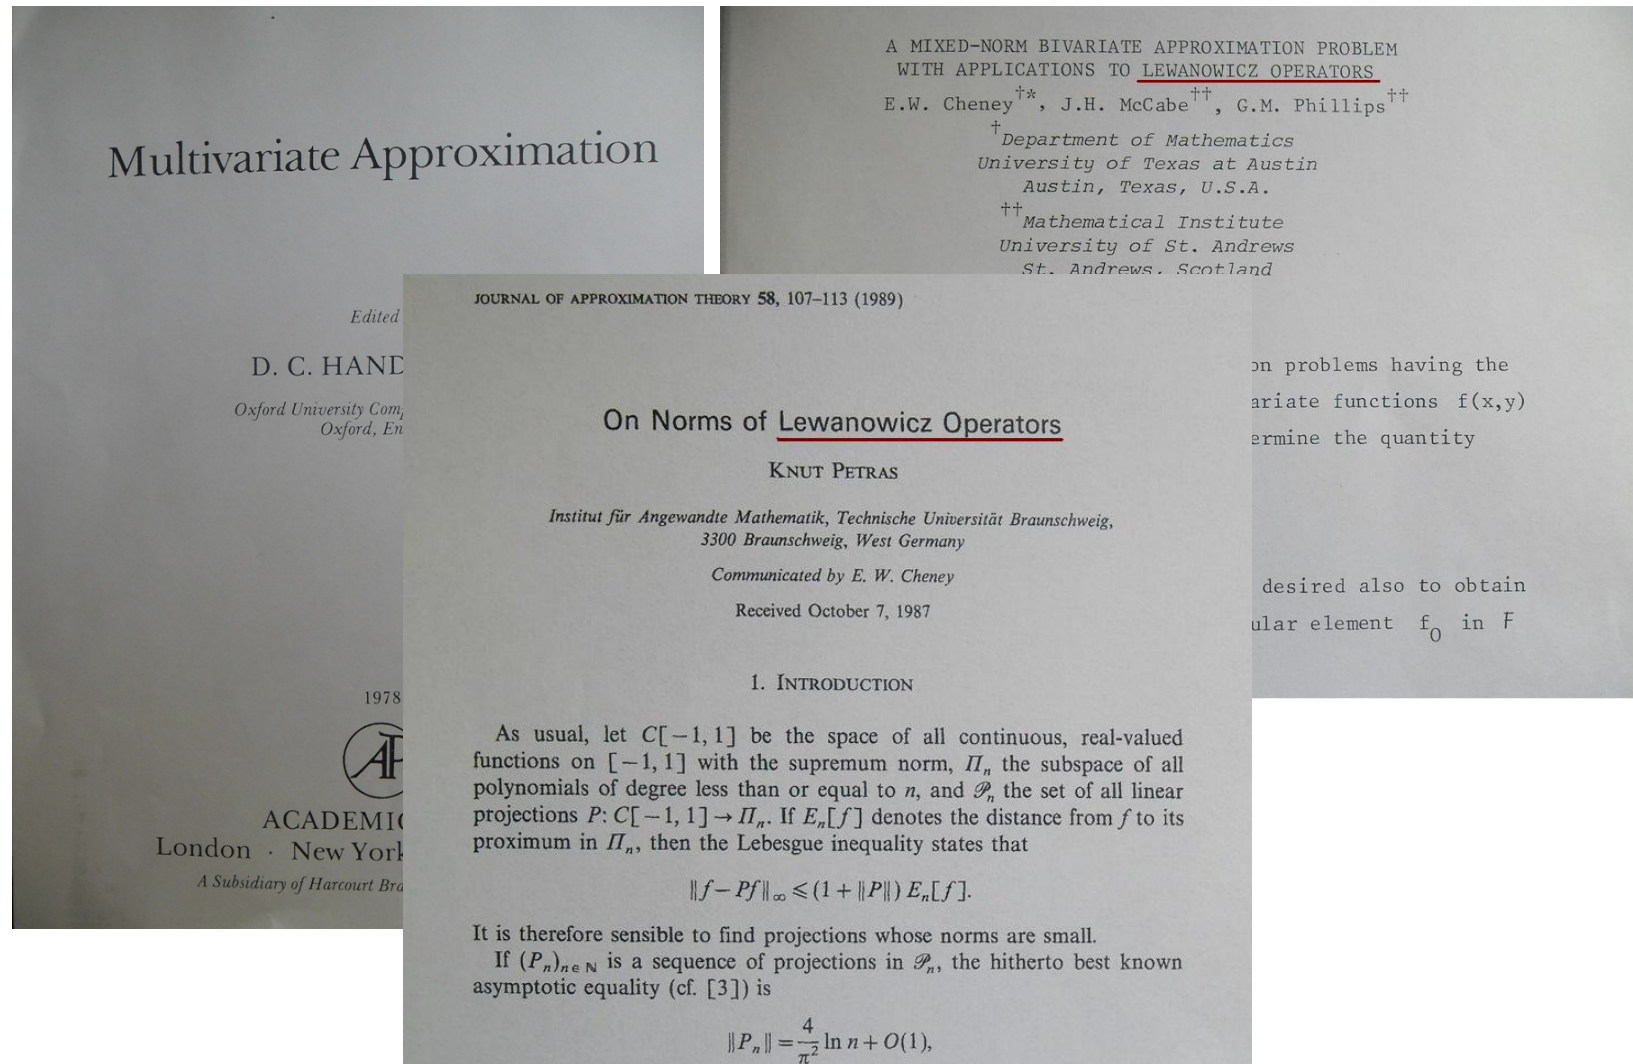 Multivariate Approximation
Edited
D. C. HAND
Oxford University Com
Oxford, En
1978
AP
ACADEMIC
London · New York
A Subsidiary of Harcourt Bra
A MIXED-NORM BIVARIATE APPROXIMATION PROBLEM
WITH APPLICATIONS TO LEWANOWICZ OPERATORS
E.W. Cheney†*, J.H. McCabe††, G.M. Phillips††
†Department of Mathematics
University of Texas at Austin
Austin, Texas, U.S.A.
††Mathematical Institute
University of St. Andrews
St. Andrews, Scotland
on problems having the
ariate functions f(x,y)
ermine the quantity
desired also to obtain
ular element f₀ in F
JOURNAL OF APPROXIMATION THEORY 58, 107–113 (1989)
On Norms of Lewanowicz Operators
KNUT PETRAS
Institut für Angewandte Mathematik, Technische Universität Braunschweig,
3300 Braunschweig, West Germany
Communicated by E. W. Cheney
Received October 7, 1987
1. INTRODUCTION
As usual, let C[−1, 1] be the space of all continuous, real-valued
functions on [−1, 1] with the supremum norm, Πₙ the subspace of all
polynomials of degree less than or equal to n, and 𝒫ₙ the set of all linear
projections P: C[−1, 1] → Πₙ. If Eₙ[f] denotes the distance from f to its
proximum in Πₙ, then the Lebesgue inequality states that
‖f − Pf‖∞ ⩽ (1 + ‖P‖) Eₙ[f].
It is therefore sensible to find projections whose norms are small.
If (Pₙ)n∈ℕ is a sequence of projections in 𝒫ₙ, the hitherto best known
asymptotic equality (cf. [3]) is
‖Pₙ‖ = 4/π² ln n + O(1),